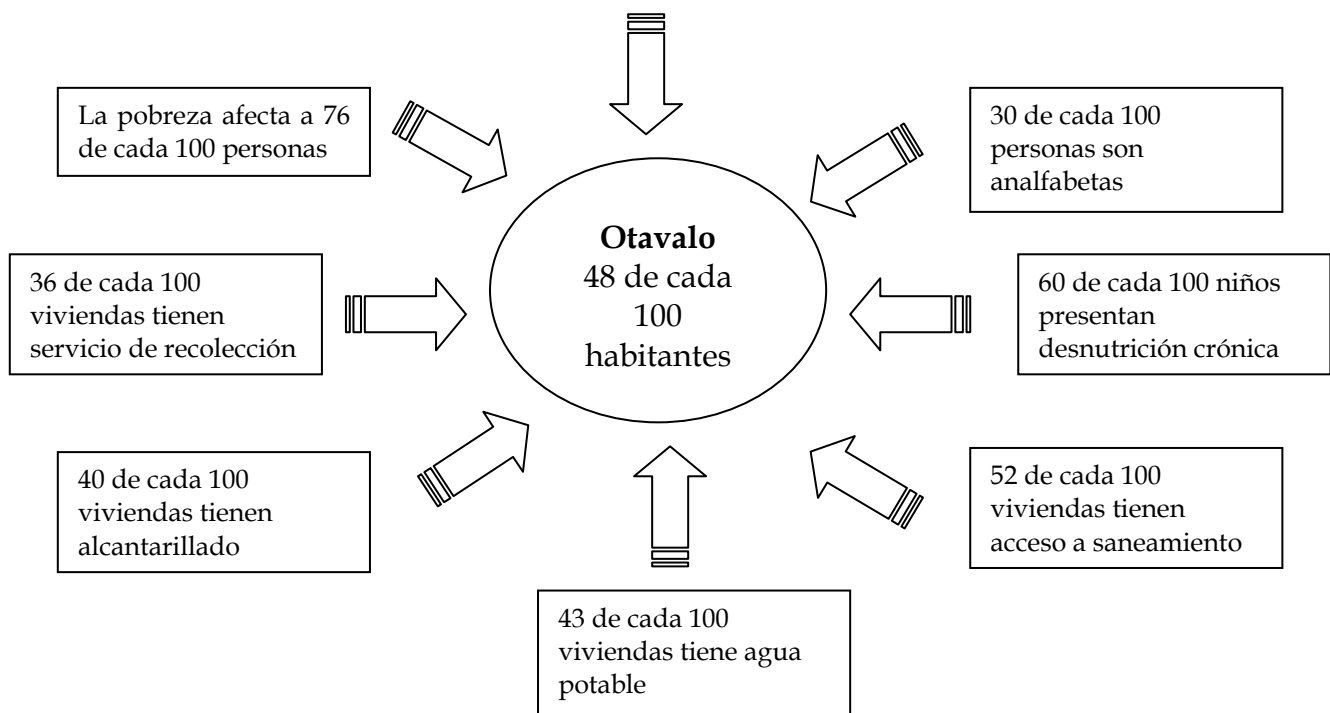 La pobreza afecta a 76
de cada 100 personas
30 de cada 100
personas son
analfabetas
Otavalo
48 de cada
100
habitantes
36 de cada 100
viviendas tienen
servicio de recolección
60 de cada 100 niños
presentan
desnutrición crónica
40 de cada 100
viviendas tienen
alcantarillado
52 de cada 100
viviendas tienen
acceso a saneamiento
43 de cada 100
viviendas tiene agua
potable